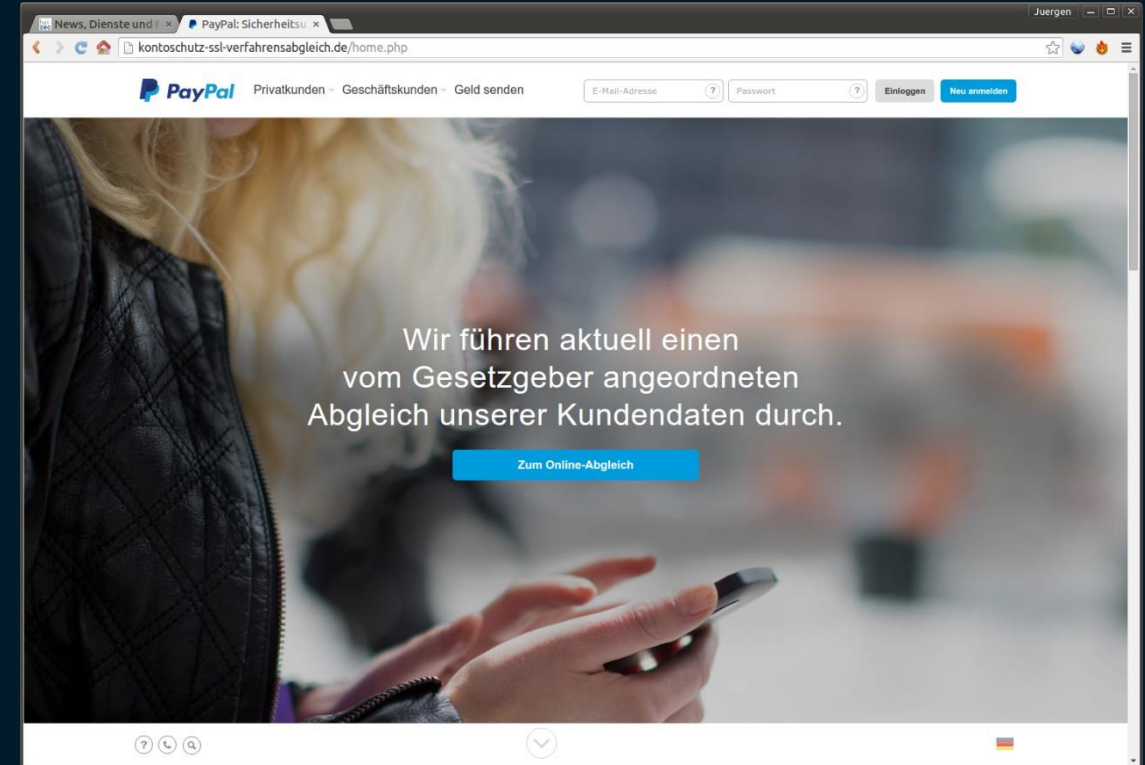 Juergen
News, Dienste und F
PayPal: Sicherheitsu
kontoschutz-ssl-verfahrensabgleich.de/home.php
PayPal Privatkunden Geschäftskunden Geld senden E-Mail-Adresse ? Passwort ? Einloggen Neu anmelden
Wir führen aktuell einen
vom Gesetzgeber angeordneten
Abgleich unserer Kundendaten durch.
Zum Online-Abgleich
?